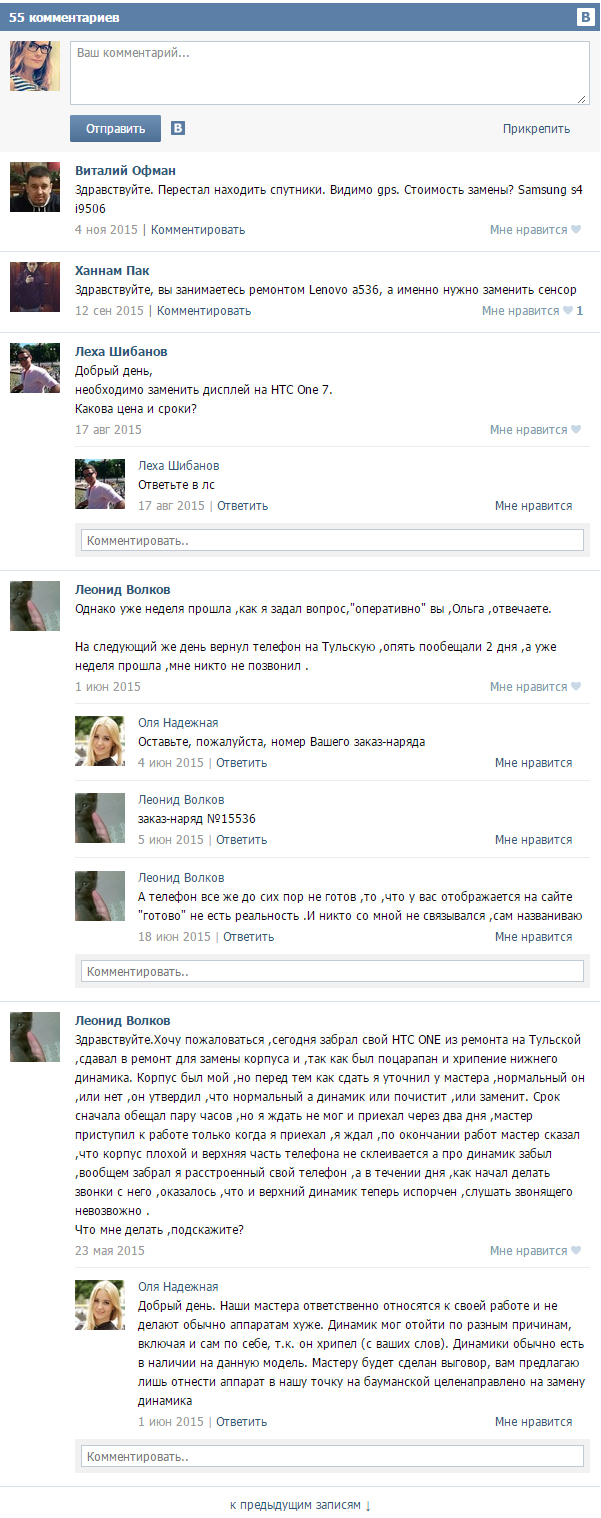 55 комментариев
B
Ваш комментарий...
Отправить
B
Прикрепить
Виталий Офман
Здравствуйте. Перестал находить спутники. Видимо gps. Стоимость замены? Samsung s4
i9506
4 ноя 2015 | Комментировать
Мне нравится
Ханнам Пак
Здравствуйте, вы занимаетесь ремонтом Lenovo a536, а именно нужно заменить сенсор
12 сен 2015 | Комментировать
Мне нравится 1
Леха Шибанов
Добрый день,
необходимо заменить дисплей на HTC One 7.
Какова цена и сроки?
17 авг 2015
Мне нравится
Леха Шибанов
Ответьте в лс
17 авг 2015 | Ответить
Мне нравится
Комментировать..
Леонид Волков
Однако уже неделя прошла ,как я задал вопрос,"оперативно" вы ,Ольга ,отвечаете.
На следующий же день вернул телефон на Тульскую ,опять пообещали 2 дня ,а уже
неделя прошла ,мне никто не позвонил .
1 июн 2015
Мне нравится
Оля Надежная
Оставьте, пожалуйста, номер Вашего заказ-наряда
4 июн 2015 | Ответить
Мне нравится
Леонид Волков
заказ-наряд №15536
5 июн 2015 | Ответить
Мне нравится
Леонид Волков
А телефон все же до сих пор не готов ,то ,что у вас отображается на сайте
"готово" не есть реальность .И никто со мной не связывался ,сам названиваю
18 июн 2015 | Ответить
Мне нравится
Комментировать..
Леонид Волков
Здравствуйте.Хочу пожаловаться ,сегодня забрал свой HTC ONE из ремонта на Тульской
,сдавал в ремонт для замены корпуса и ,так как был поцарапан и хрипение нижнего
динамика. Корпус был мой ,но перед тем как сдать я уточнил у мастера ,нормальный он
,или нет ,он утвердил ,что нормальный а динамик или почистит ,или заменит. Срок
сначала обещал пару часов ,но я ждать не мог и приехал через два дня ,мастер
приступил к работе только когда я приехал ,я ждал ,по окончании работ мастер сказал
,что корпус плохой и верхняя часть телефона не склеивается а про динамик забыл
,вообщем забрал я расстроенный свой телефон ,а в течении дня ,как начал делать
звонки с него ,оказалось ,что и верхний динамик теперь испорчен ,слушать звонящего
невозвожно .
Что мне делать ,подскажите?
23 мая 2015
Мне нравится
Оля Надежная
Добрый день. Наши мастера ответственно относятся к своей работе и не
делают обычно аппаратам хуже. Динамик мог отойти по разным причинам,
включая и сам по себе, т.к. он хрипел (с ваших слов). Динамики обычно есть
в наличии на данную модель. Мастеру будет сделан выговор, вам предлагаю
лишь отнести аппарат в нашу точку на бауманской целенаправлено на замену
динамика
1 июн 2015 | Ответить
Мне нравится
Комментировать..
к предыдущим записям ↓